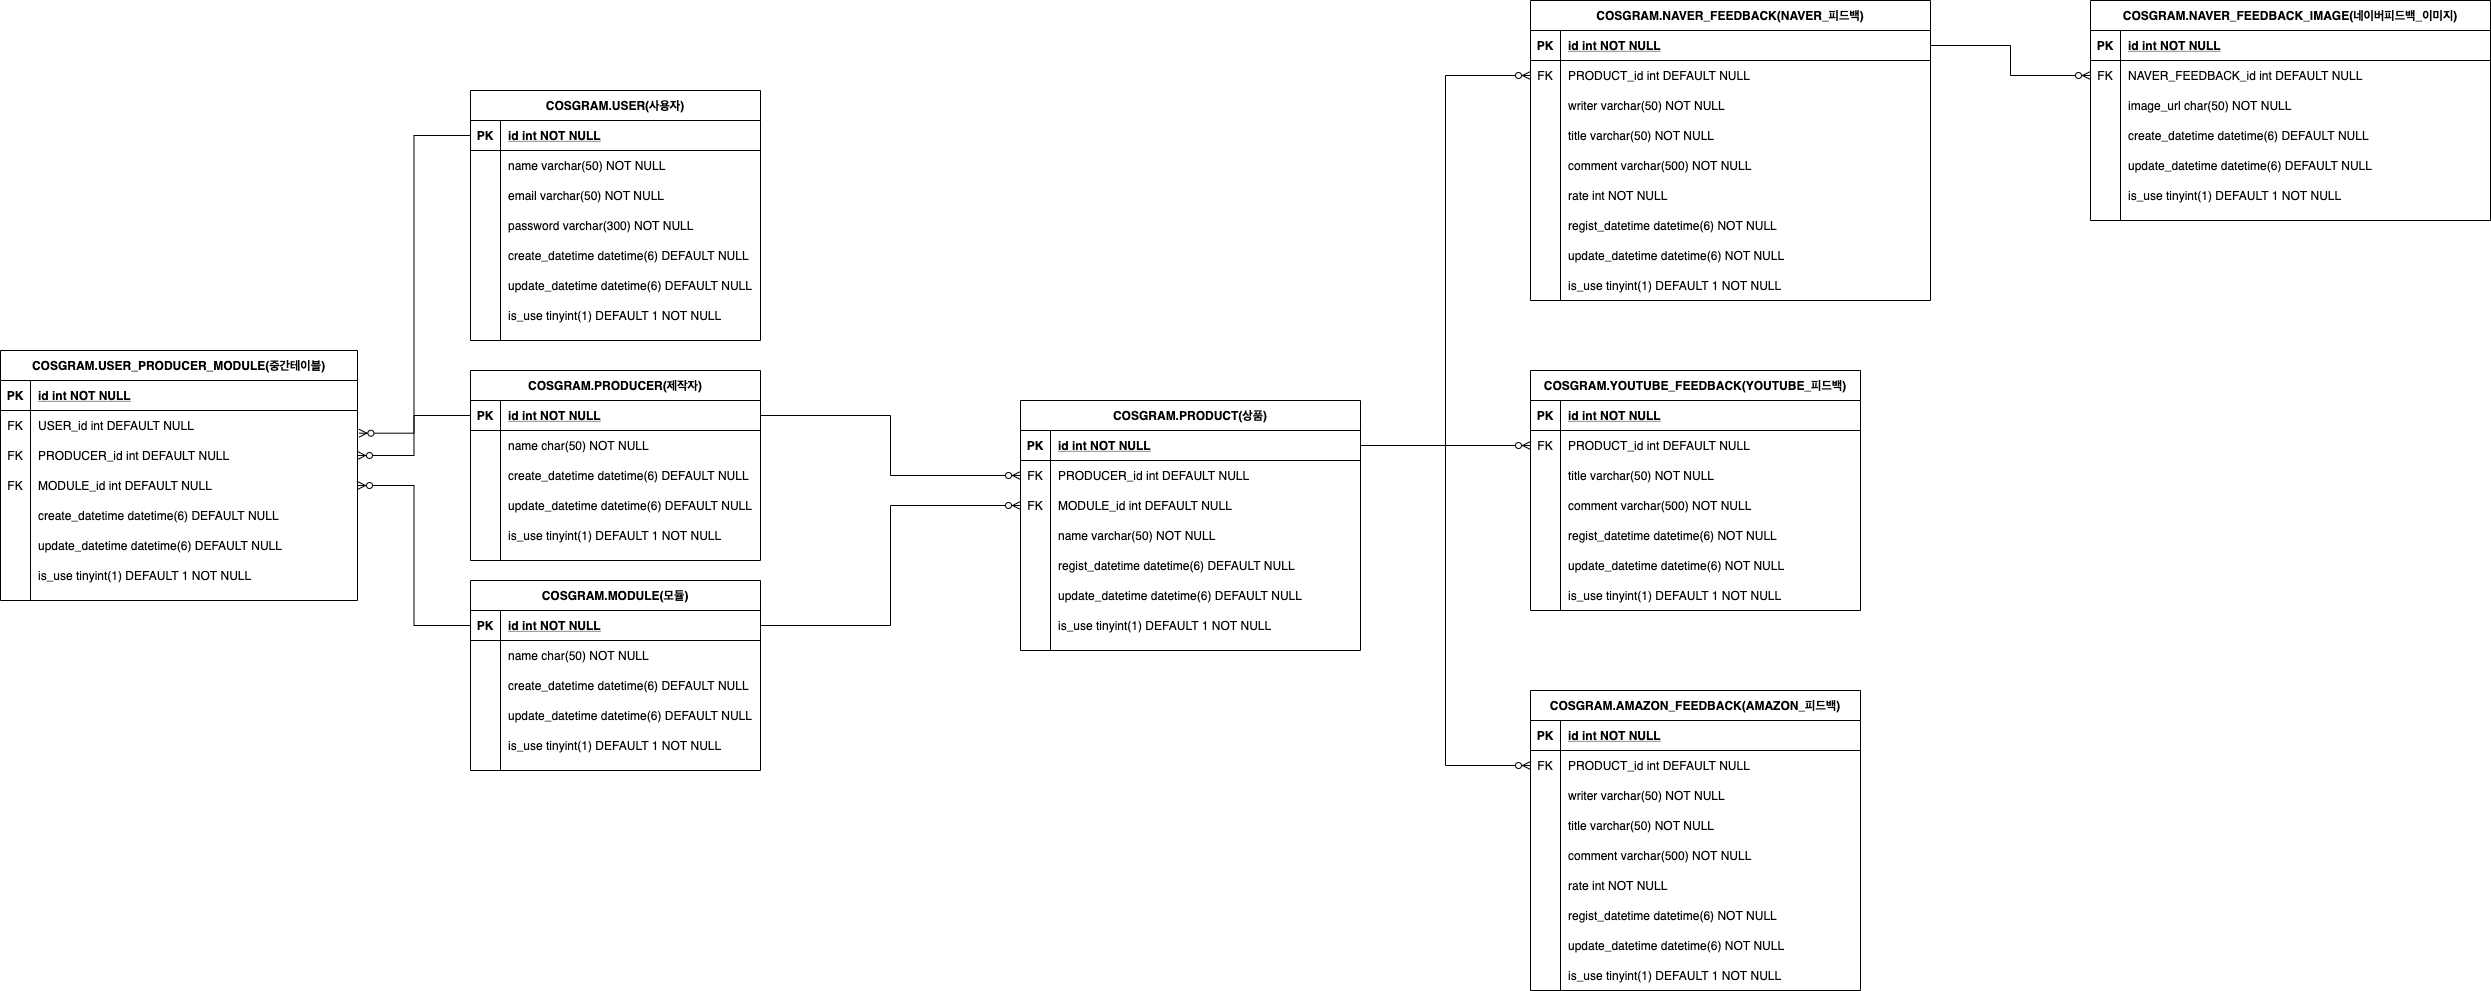 COSGRAM.USER_PRODUCER_MODULE(중간테이블)
PK id int NOT NULL
FK USER_id int DEFAULT NULL
FK PRODUCER_id int DEFAULT NULL
FK MODULE_id int DEFAULT NULL
create_datetime datetime(6) DEFAULT NULL
update_datetime datetime(6) DEFAULT NULL
is_use tinyint(1) DEFAULT 1 NOT NULL
COSGRAM.USER(사용자)
PK id int NOT NULL
name varchar(50) NOT NULL
email varchar(50) NOT NULL
password varchar(300) NOT NULL
create_datetime datetime(6) DEFAULT NULL
update_datetime datetime(6) DEFAULT NULL
is_use tinyint(1) DEFAULT 1 NOT NULL
COSGRAM.PRODUCER(제작자)
PK id int NOT NULL
name char(50) NOT NULL
create_datetime datetime(6) DEFAULT NULL
update_datetime datetime(6) DEFAULT NULL
is_use tinyint(1) DEFAULT 1 NOT NULL
COSGRAM.MODULE(모듈)
PK id int NOT NULL
name char(50) NOT NULL
create_datetime datetime(6) DEFAULT NULL
update_datetime datetime(6) DEFAULT NULL
is_use tinyint(1) DEFAULT 1 NOT NULL
COSGRAM.PRODUCT(상품)
PK id int NOT NULL
FK PRODUCER_id int DEFAULT NULL
FK MODULE_id int DEFAULT NULL
name varchar(50) NOT NULL
regist_datetime datetime(6) DEFAULT NULL
update_datetime datetime(6) DEFAULT NULL
is_use tinyint(1) DEFAULT 1 NOT NULL
COSGRAM.NAVER_FEEDBACK(NAVER_피드백)
PK id int NOT NULL
FK PRODUCT_id int DEFAULT NULL
writer varchar(50) NOT NULL
title varchar(50) NOT NULL
comment varchar(500) NOT NULL
rate int NOT NULL
regist_datetime datetime(6) NOT NULL
update_datetime datetime(6) NOT NULL
is_use tinyint(1) DEFAULT 1 NOT NULL
COSGRAM.YOUTUBE_FEEDBACK(YOUTUBE_피드백)
PK id int NOT NULL
FK PRODUCT_id int DEFAULT NULL
title varchar(50) NOT NULL
comment varchar(500) NOT NULL
regist_datetime datetime(6) NOT NULL
update_datetime datetime(6) NOT NULL
is_use tinyint(1) DEFAULT 1 NOT NULL
COSGRAM.AMAZON_FEEDBACK(AMAZON_피드백)
PK id int NOT NULL
FK PRODUCT_id int DEFAULT NULL
writer varchar(50) NOT NULL
title varchar(50) NOT NULL
comment varchar(500) NOT NULL
rate int NOT NULL
regist_datetime datetime(6) NOT NULL
update_datetime datetime(6) NOT NULL
is_use tinyint(1) DEFAULT 1 NOT NULL
COSGRAM.NAVER_FEEDBACK_IMAGE(네이버피드백_이미지)
PK id int NOT NULL
FK NAVER_FEEDBACK_id int DEFAULT NULL
image_url char(50) NOT NULL
create_datetime datetime(6) DEFAULT NULL
update_datetime datetime(6) DEFAULT NULL
is_use tinyint(1) DEFAULT 1 NOT NULL